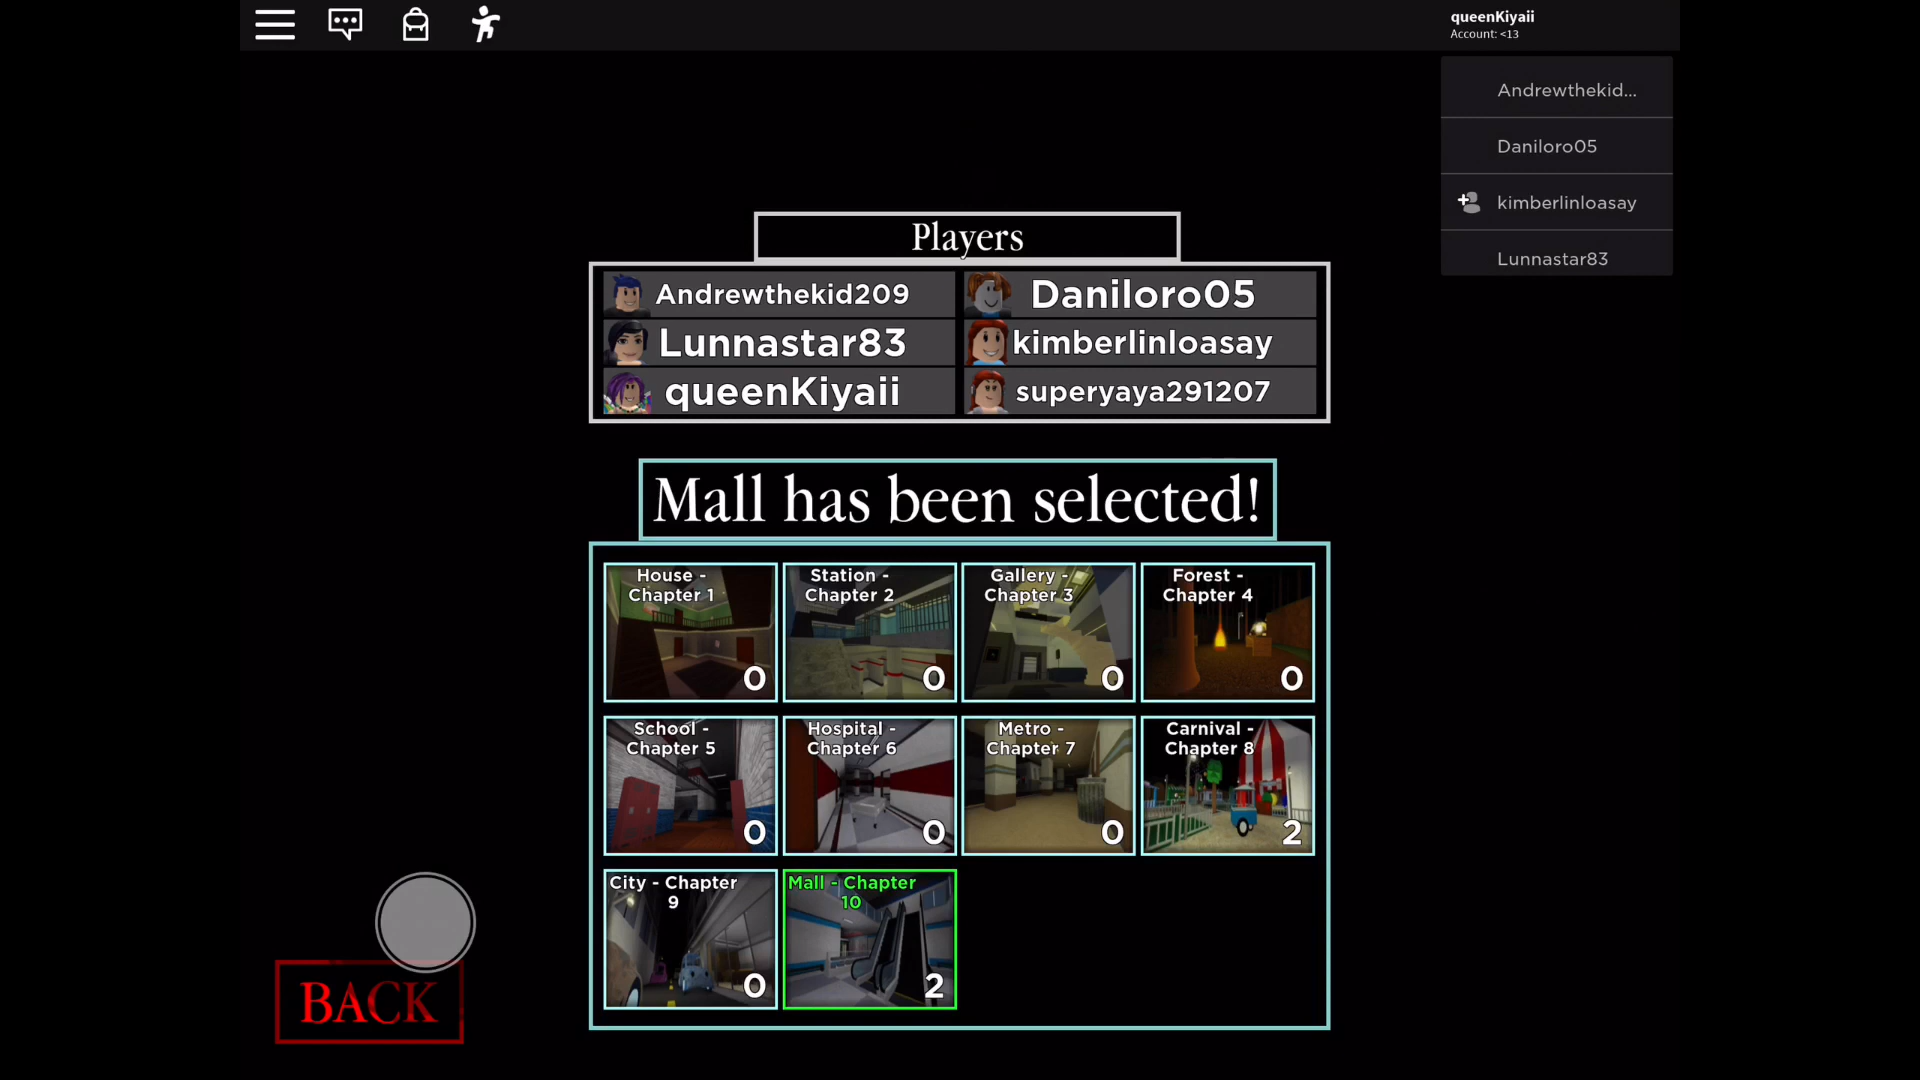 queenKiyaii
Account: <13
Andrewthekid...
Daniloro05
kimberlinloasay
Lunnastar83
Players
Andrewthekid209
Daniloro05
Lunnastar83
kimberlinloasay
queenKiyaii
superyaya291207
Mall has been selected!
House -
Chapter 1
0
Station -
Chapter 2
0
Gallery -
Chapter 3
0
Forest -
Chapter 4
0
School -
Chapter 5
0
Hospital -
Chapter 6
0
Metro -
Chapter 7
0
Carnival -
Chapter 8
2
City - Chapter
9
0
Mall - Chapter
10
2
BACK